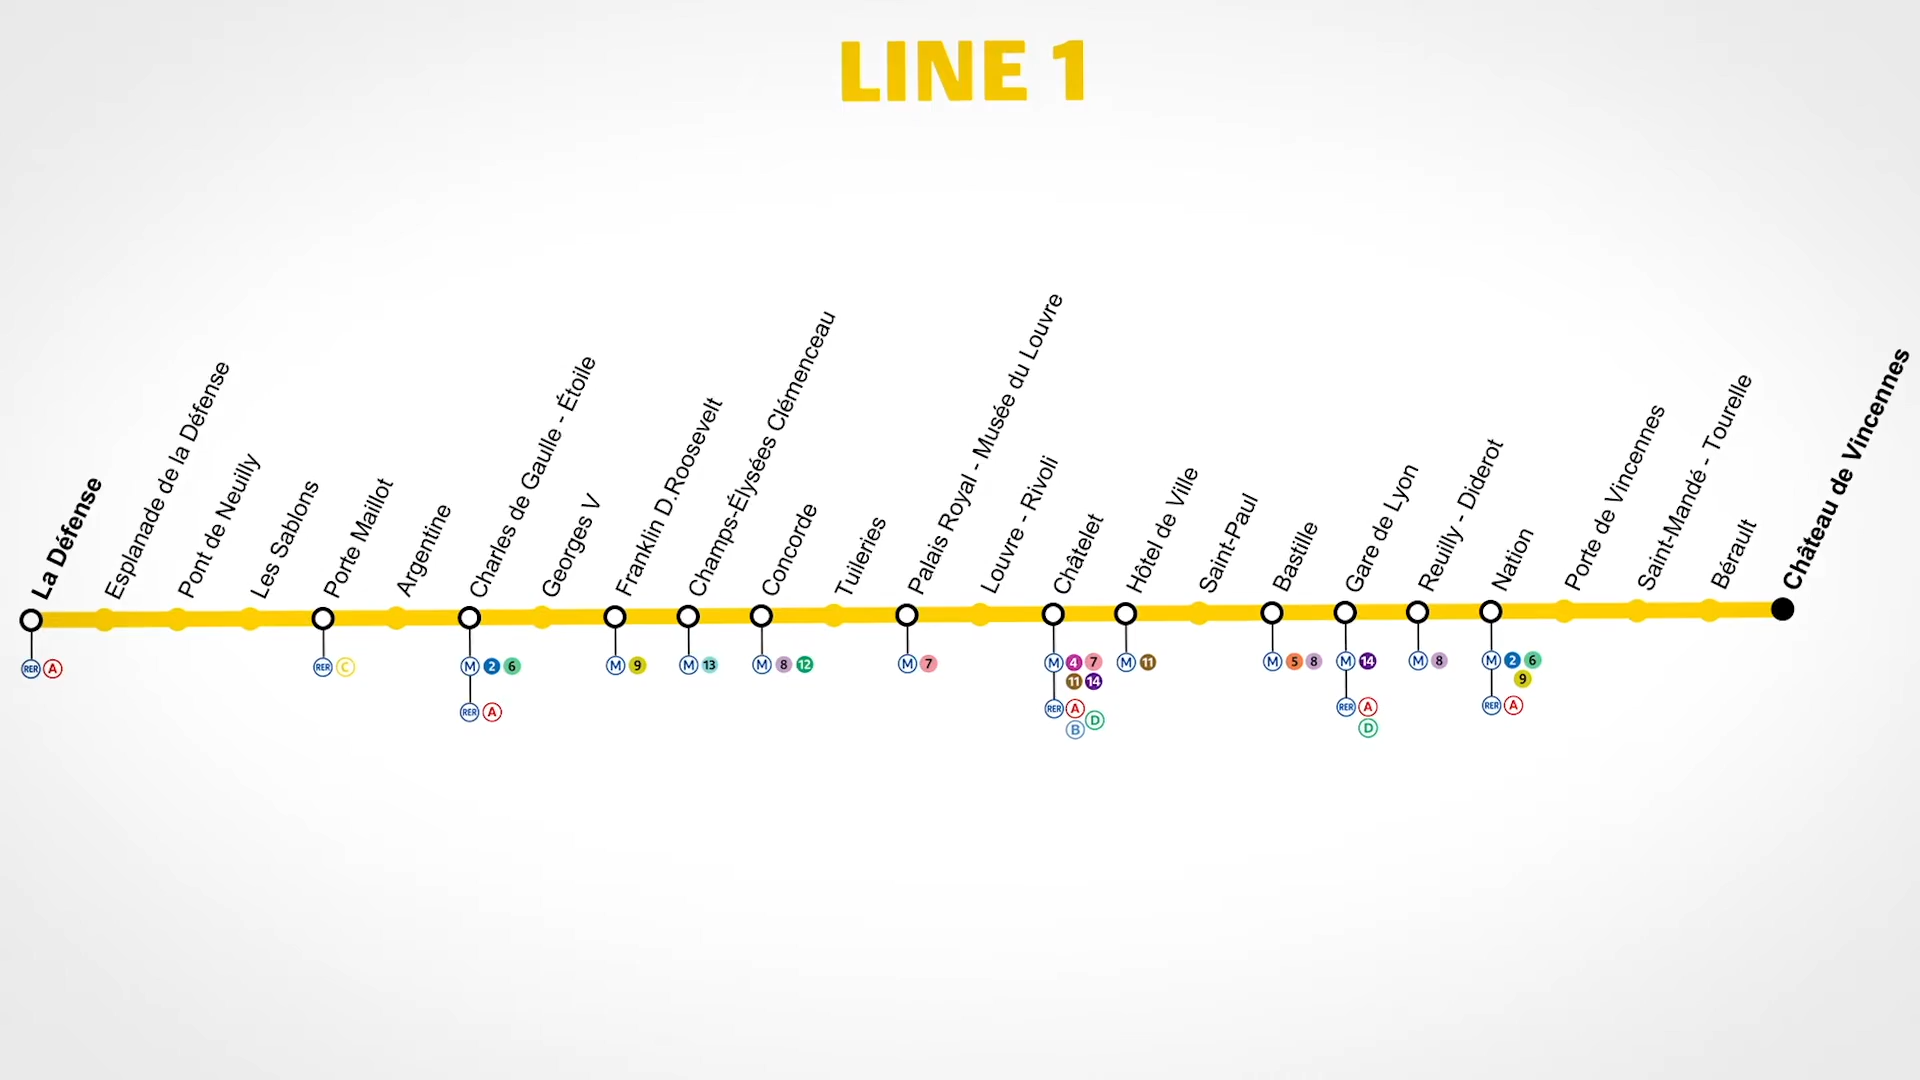 LINE 1
La Défense
Esplanade de la Défense
Pont de Neuilly
Les Sablons
Porte Maillot
Argentine
Charles de Gaulle - Étoile
Georges V
Franklin D.Roosevelt
Champs-Élysées Clémenceau
Concorde
Tuileries
Palais Royal - Musée du Louvre
Louvre - Rivoli
Châtelet
Hôtel de Ville
Saint-Paul
Bastille
Gare de Lyon
Reuilly - Diderot
Nation
Porte de Vincennes
Saint-Mandé - Tourelle
Bérault
Château de Vincennes
RER A
RER C
M 2 6
RER A
M 9
M 13
M 8 12
M 7
M 4 7
11 14
RER A
B D
M 11
M 5 8
M 14
RER A
D
M 8
M 2 6
9
RER A